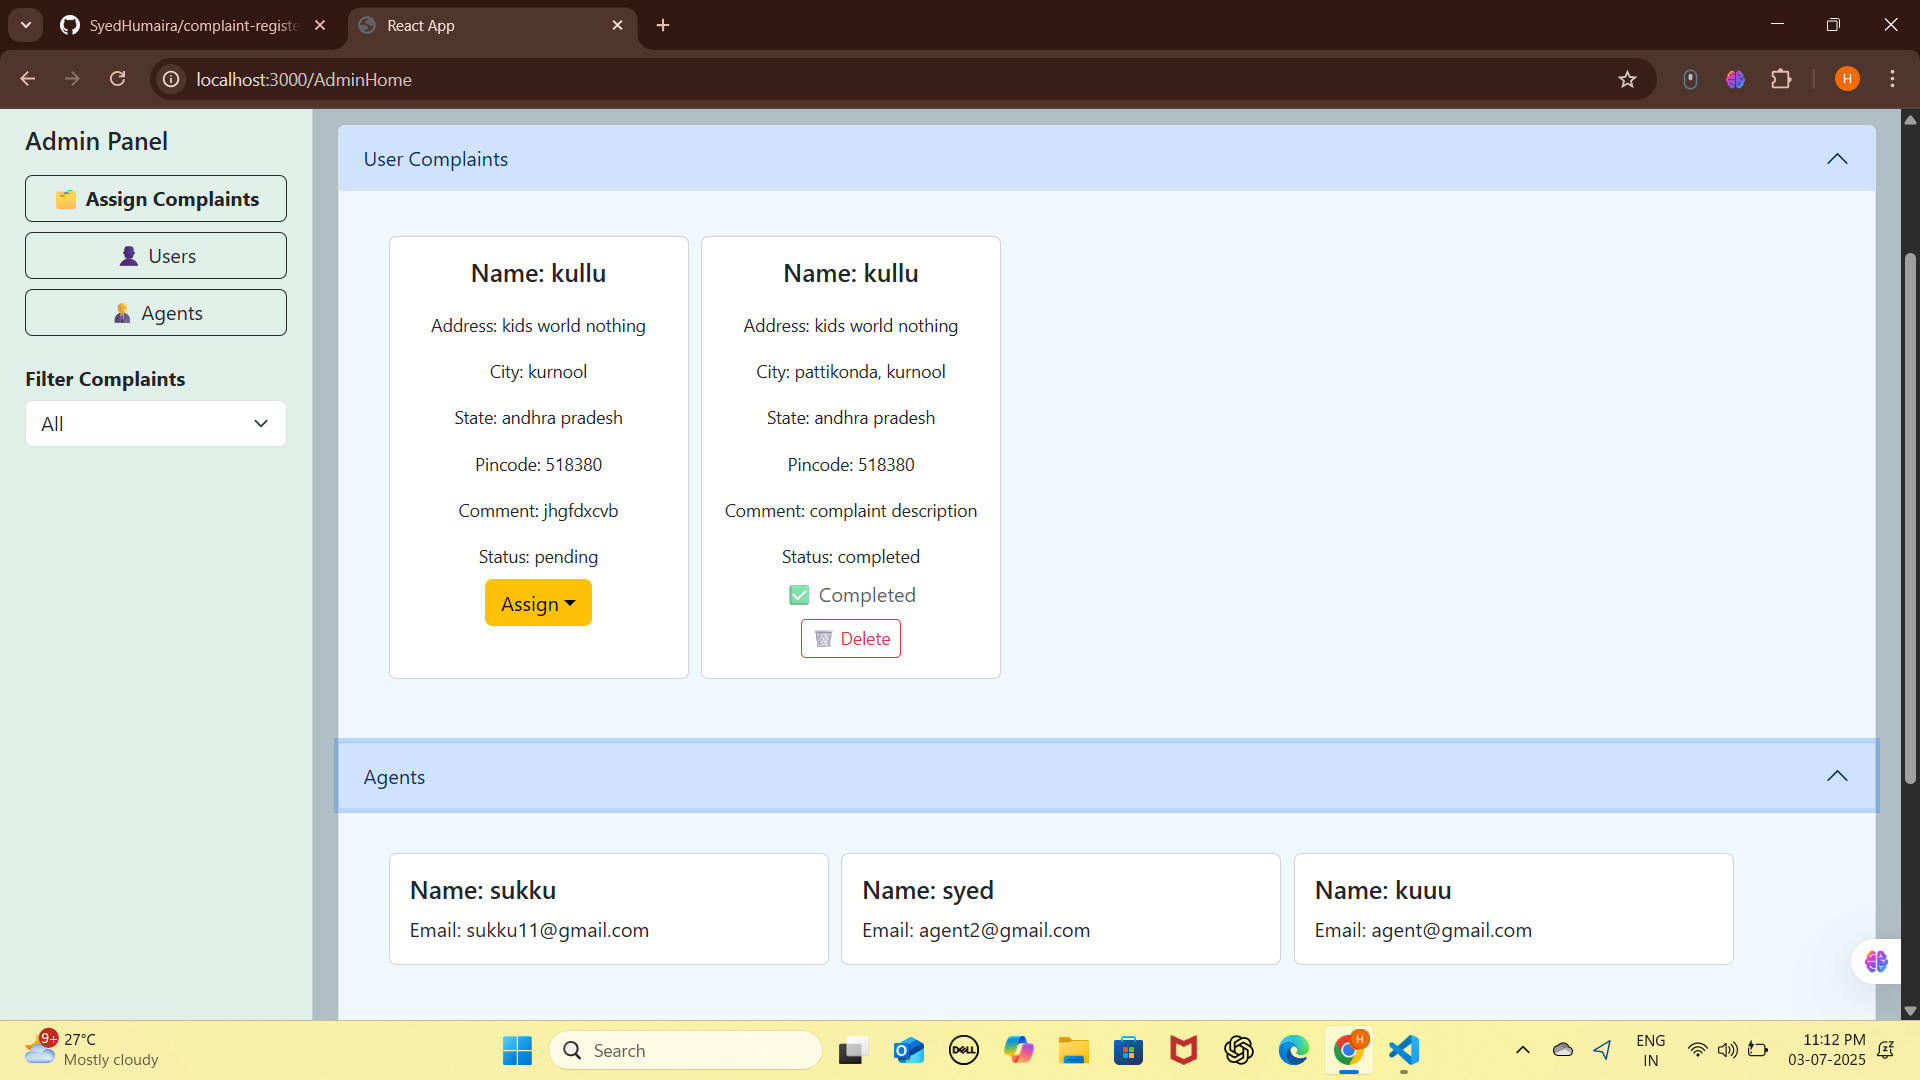 SyedHumaira/complaint-registe
React App
localhost:3000/AdminHome
H
Admin Panel
Assign Complaints
Users
Agents
Filter Complaints
All
User Complaints
Name: kullu
Address: kids world nothing
City: kurnool
State: andhra pradesh
Pincode: 518380
Comment: jhgfdxcvb
Status: pending
Assign
Name: kullu
Address: kids world nothing
City: pattikonda, kurnool
State: andhra pradesh
Pincode: 518380
Comment: complaint description
Status: completed
✅ Completed
Delete
Agents
Name: sukku
Email: sukku11@gmail.com
Name: syed
Email: agent2@gmail.com
Name: kuuu
Email: agent@gmail.com
9+
27°C
Mostly cloudy
Search
DELL
H
ENG
IN
11:12 PM
03-07-2025